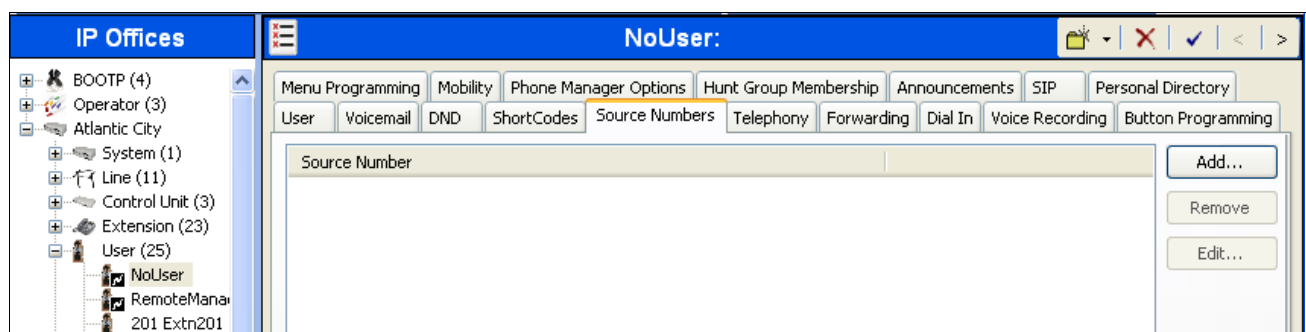 IP Offices
NoUser:
BOOTP (4)
Operator (3)
Atlantic City
System (1)
Line (11)
Control Unit (3)
Extension (23)
User (25)
NoUser
RemoteMana
201 Extn201
Menu Programming Mobility Phone Manager Options Hunt Group Membership Announcements SIP Personal Directory
User Voicemail DND ShortCodes Source Numbers Telephony Forwarding Dial In Voice Recording Button Programming
Source Number
Add...
Remove
Edit...